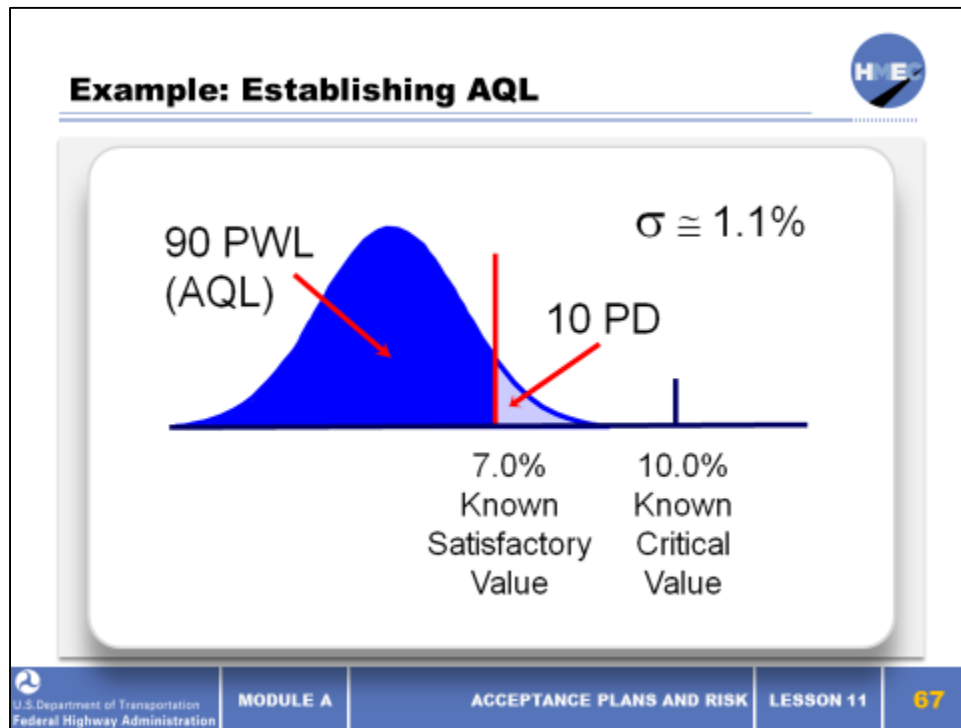 Example: Establishing AQL
HMEC
90 PWL
(AQL)
σ ≅ 1.1%
10 PD
7.0%
Known
Satisfactory
Value
10.0%
Known
Critical
Value
U.S.Department of Transportation
Federal Highway Administration
MODULE A
ACCEPTANCE PLANS AND RISK
LESSON 11
67